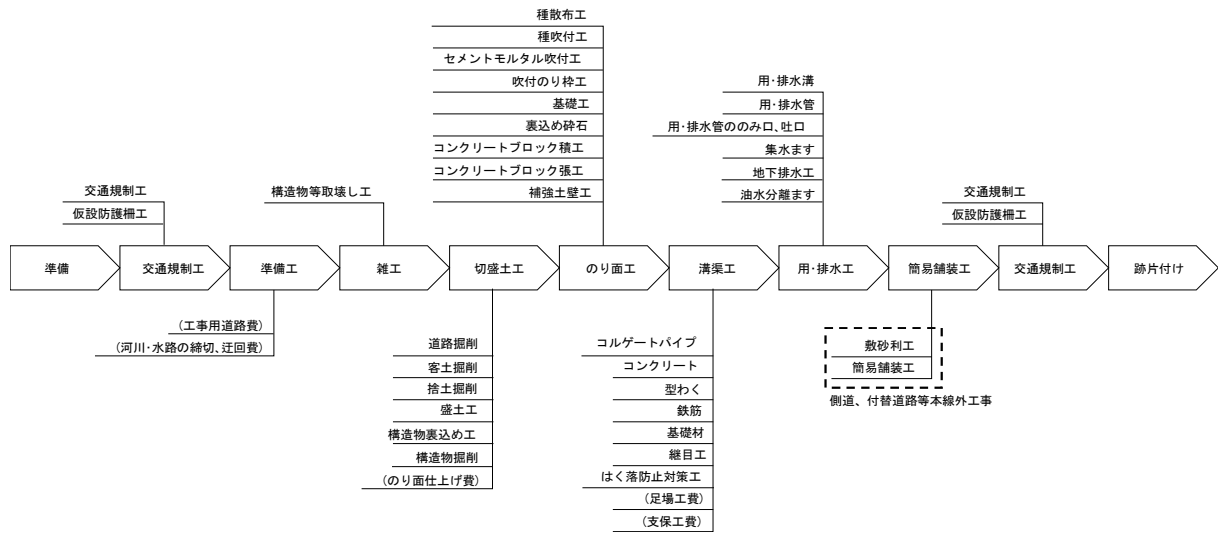 種散布工
種吹付工
セメントモルタル吹付工
吹付のり枠工
基礎工
裏込め砕石
コンクリートブロック積工
コンクリートブロック張工
補強土壁工
用・排水溝
用・排水管
用・排水管ののみ口、吐口
集水ます
地下排水工
油水分離ます
交通規制工
仮設防護柵工
構造物等取壊し工
交通規制工
仮設防護柵工
準備
交通規制工
準備工
雑工
切盛土工
のり面工
溝渠工
用・排水工
簡易舗装工
交通規制工
跡片付け
(工事用道路費)
(河川・水路の締切、迂回費)
道路掘削
客土掘削
捨土掘削
盛土工
構造物裏込め工
構造物掘削
(のり面仕上げ費)
コルゲートパイプ
コンクリート
型わく
鉄筋
基礎材
継目工
はく落防止対策工
(足場工費)
(支保工費)
敷砂利工
簡易舗装工
側道、付替道路等本線外工事